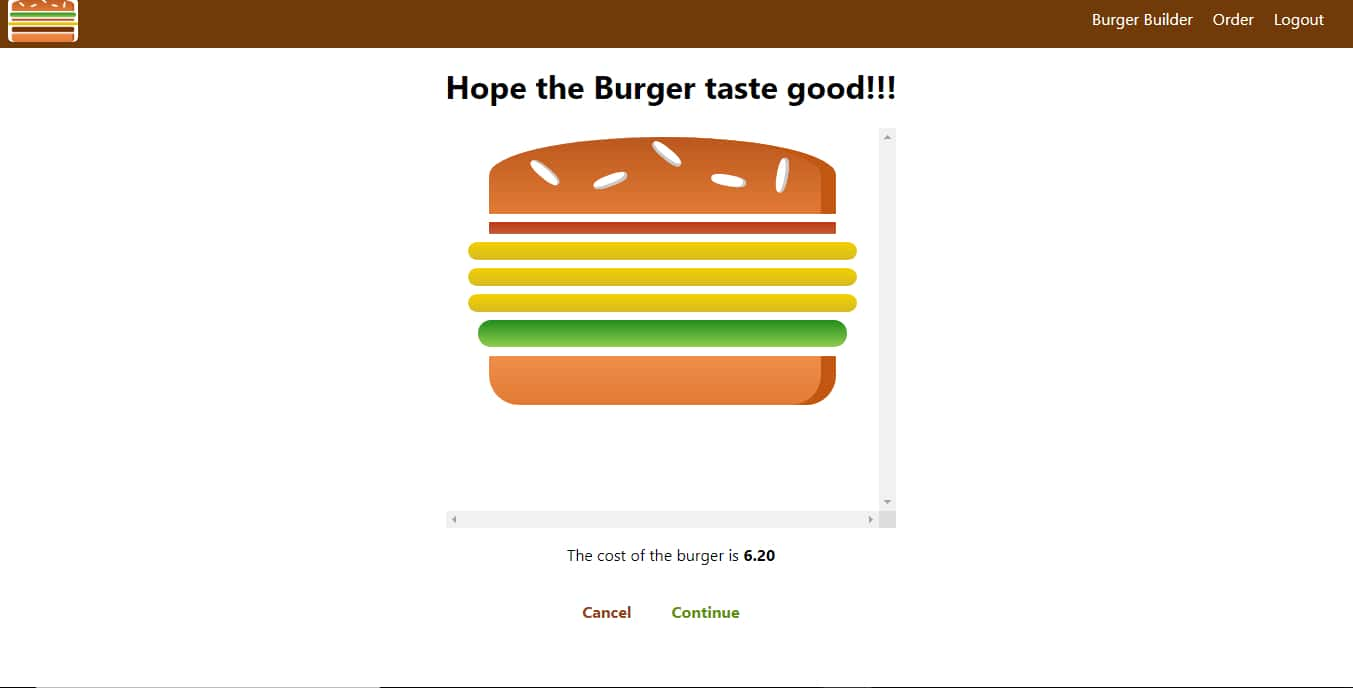 Burger Builder Order Logout
Hope the Burger taste good!!!
The cost of the burger is 6.20
Cancel Continue